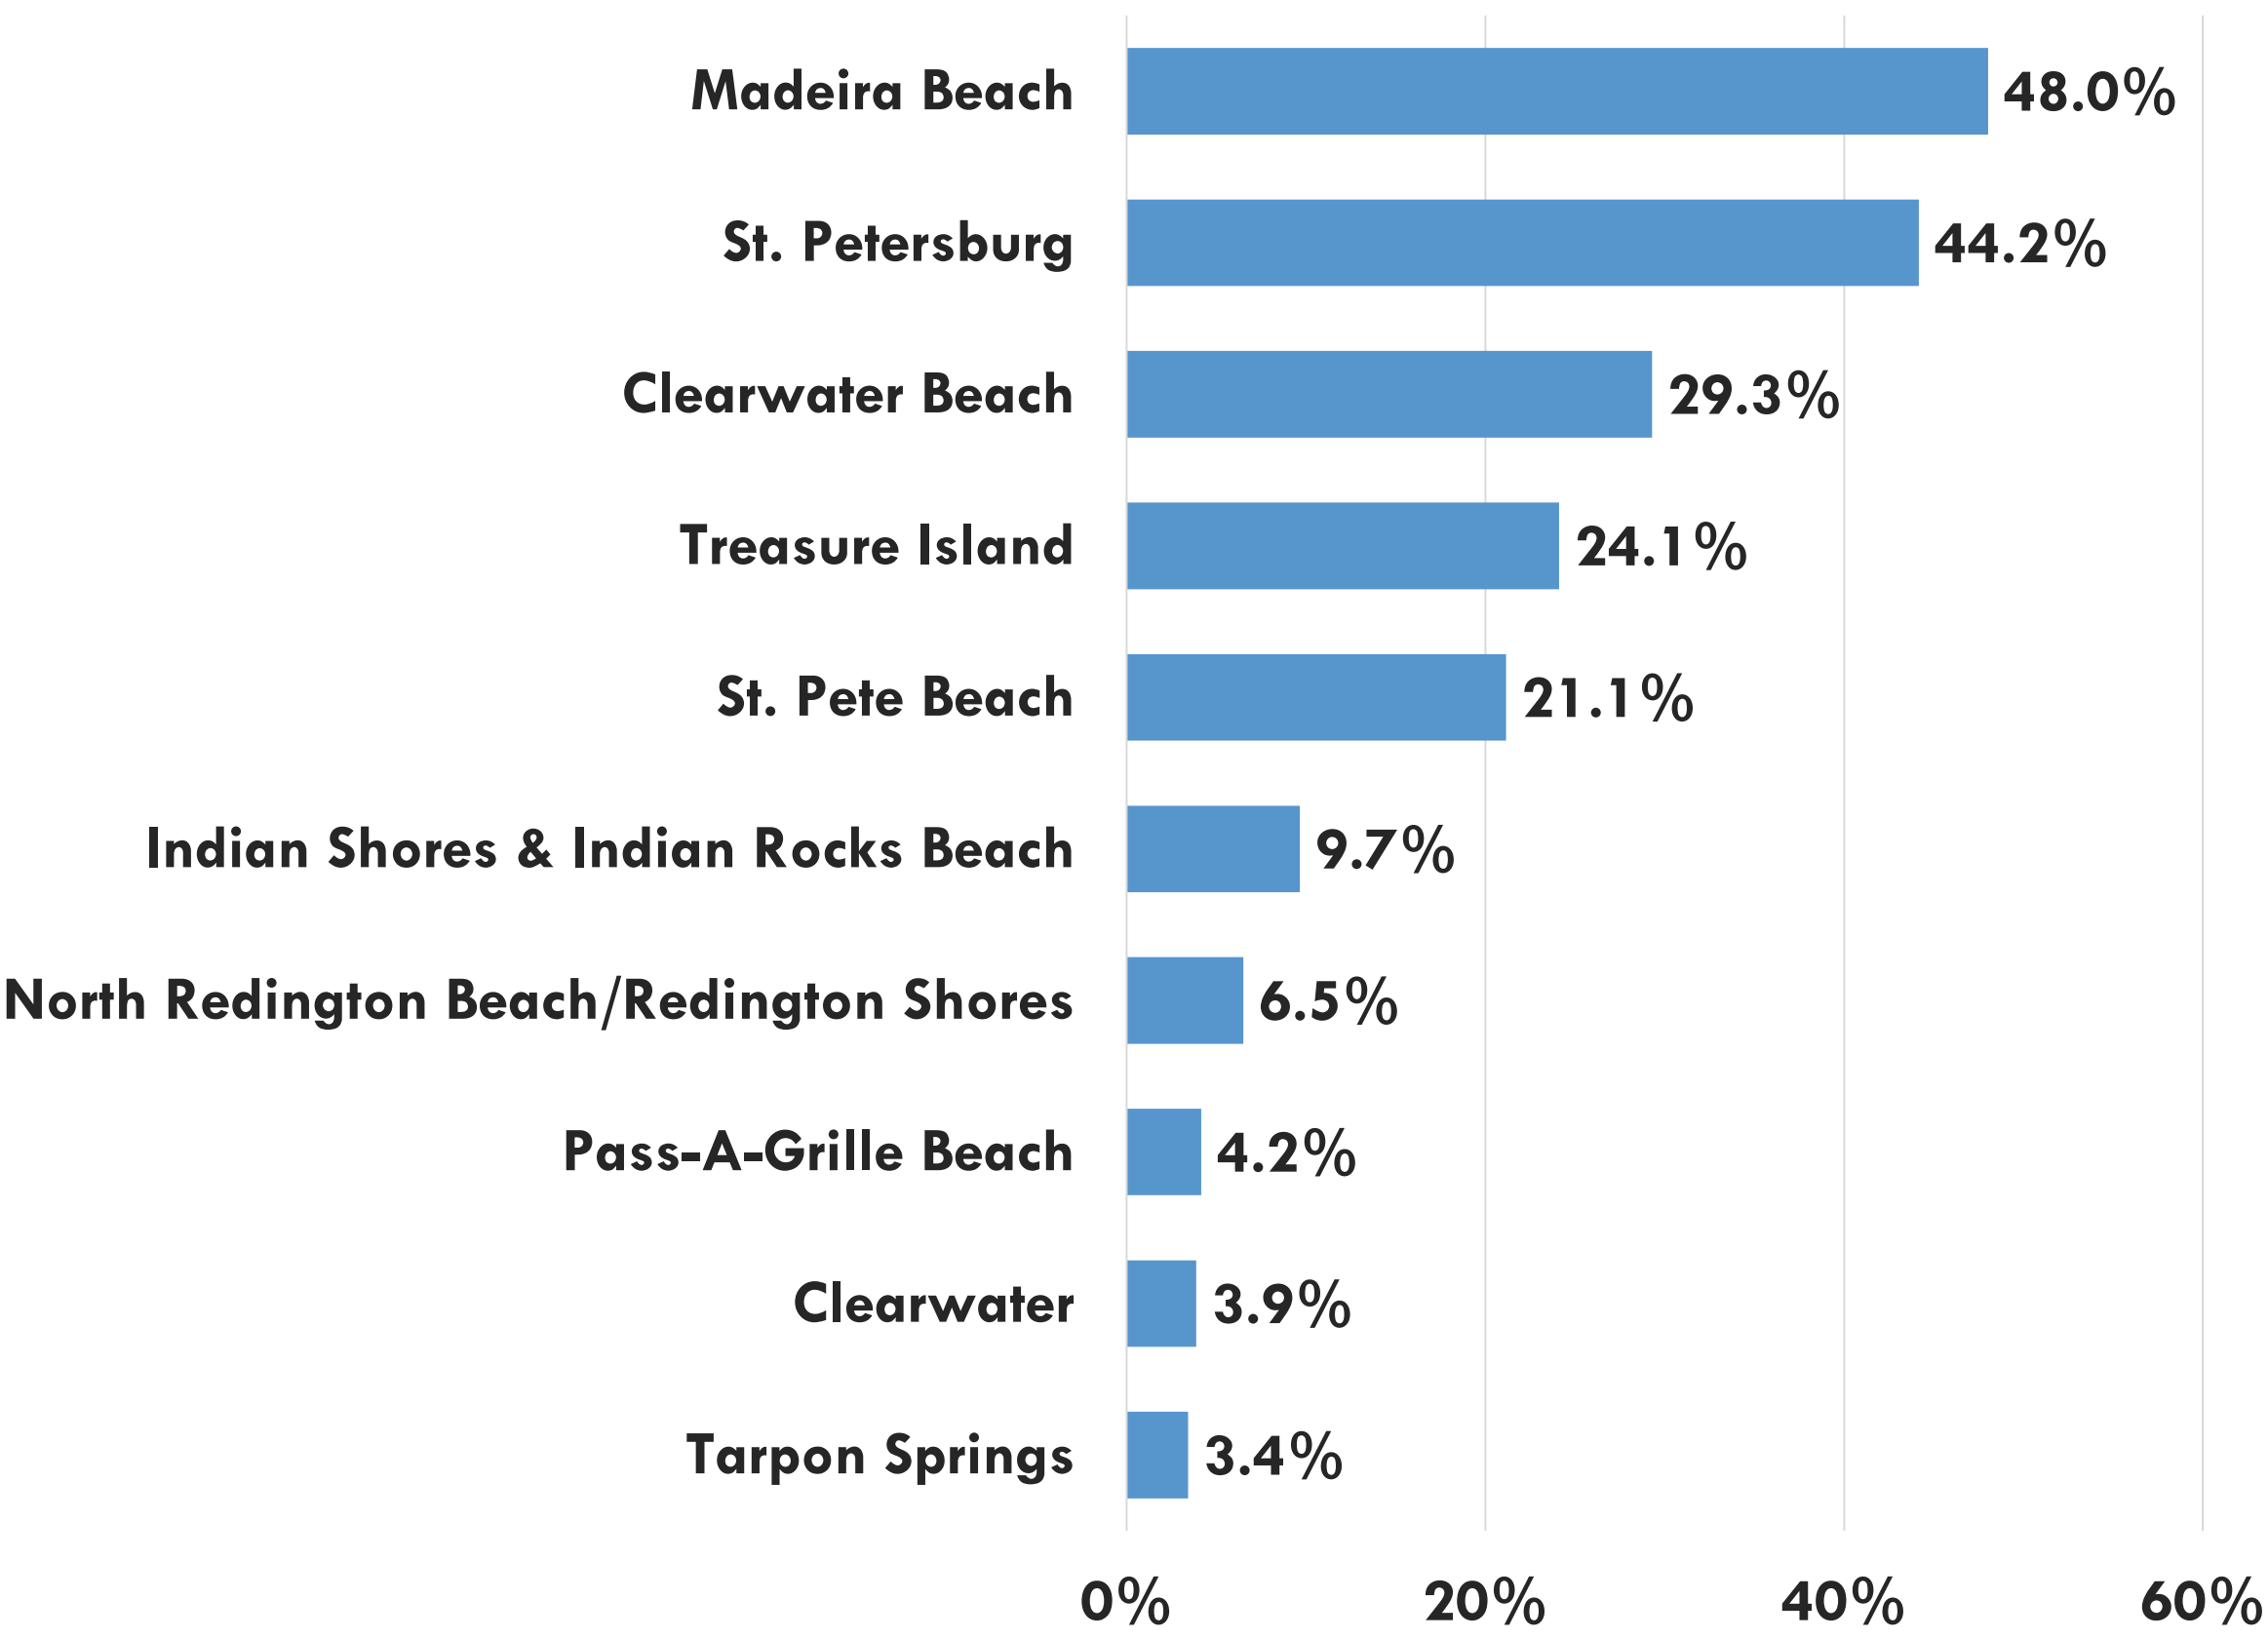 Madeira Beach 48.0%
St. Petersburg 44.2%
Clearwater Beach 29.3%
Treasure Island 24.1%
St. Pete Beach 21.1%
Indian Shores & Indian Rocks Beach 9.7%
North Redington Beach/Redington Shores 6.5%
Pass-A-Grille Beach 4.2%
Clearwater 3.9%
Tarpon Springs 3.4%
0% 20% 40% 60%